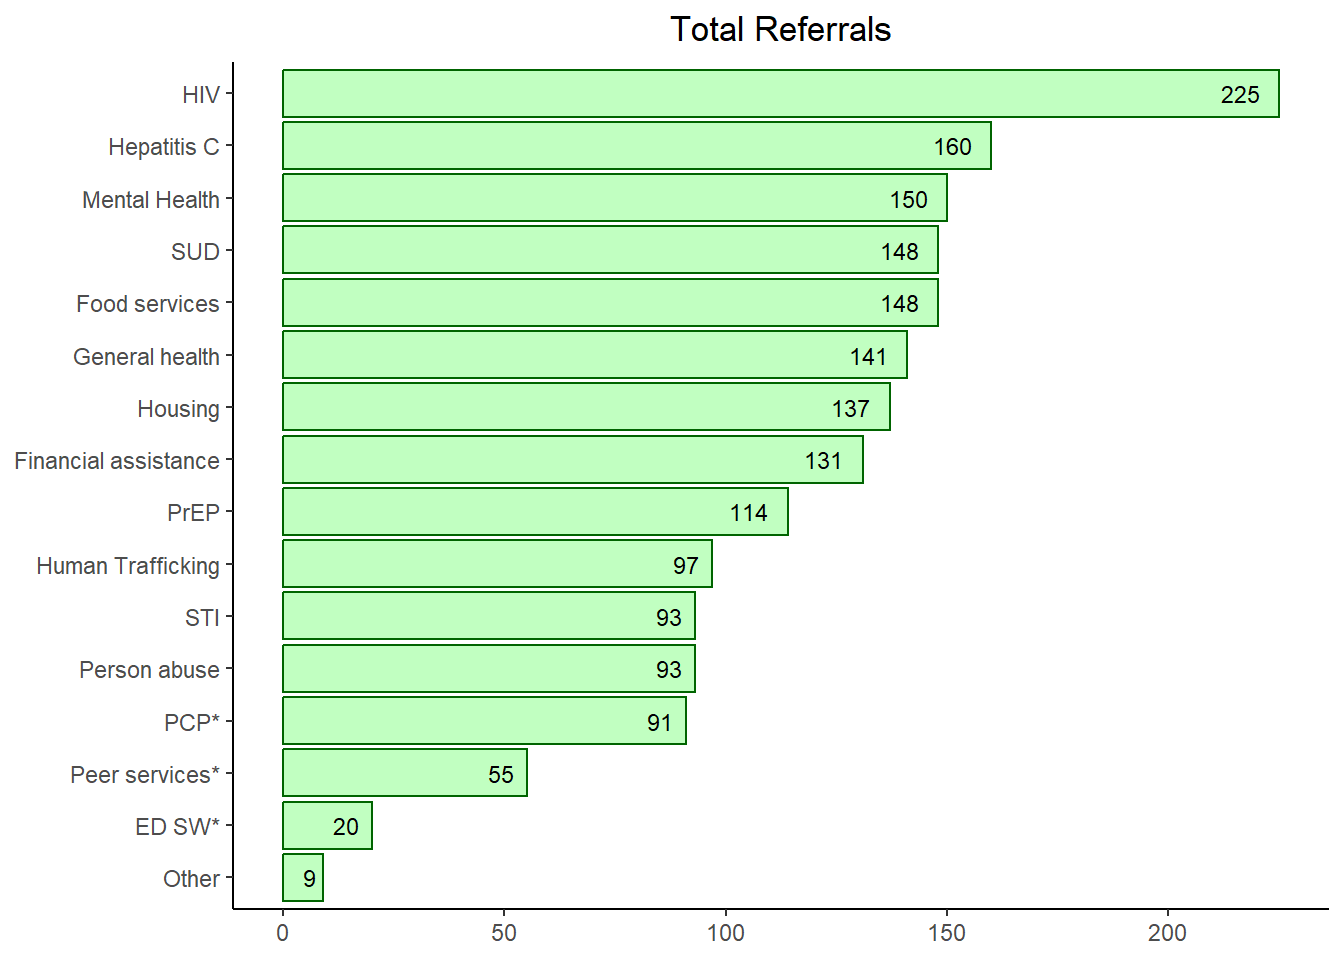 Total Referrals
HIV 225
Hepatitis C 160
Mental Health 150
SUD 148
Food services 148
General health 141
Housing 137
Financial assistance 131
PrEP 114
Human Trafficking 97
STI 93
Person abuse 93
PCP* 91
Peer services* 55
ED SW* 20
Other 9
0 50 100 150 200